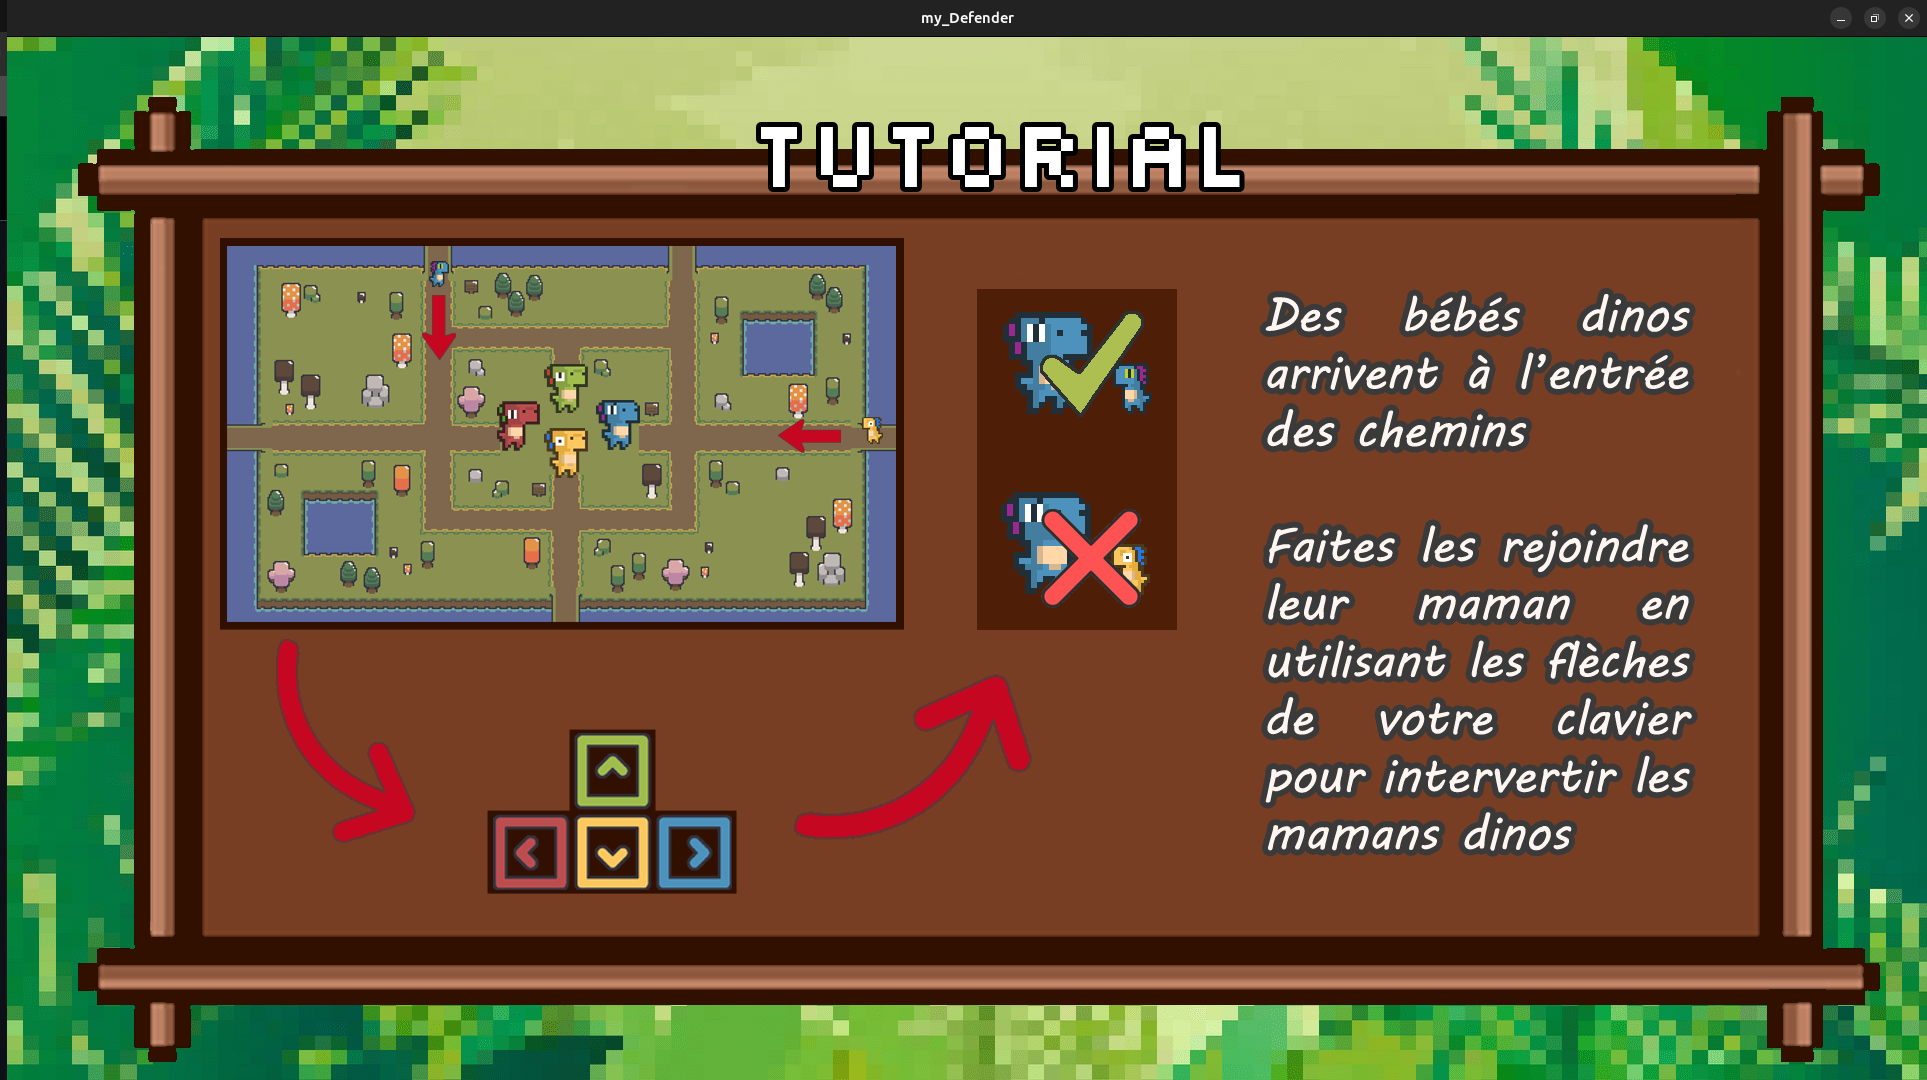 my_Defender
TUTORIAL
Des bébés dinos
arrivent à l'entrée
des chemins
Faites les rejoindre
leur maman en
utilisant les flèches
de votre clavier
pour intervertir les
mamans dinos